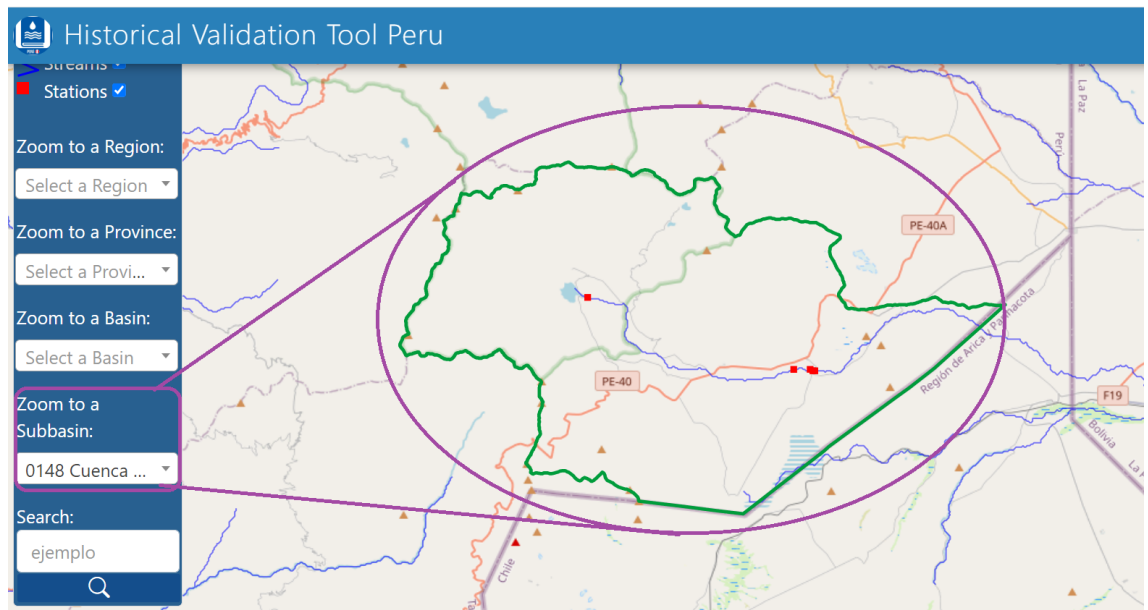 Historical Validation Tool Peru
Streams
Stations
Zoom to a Region:
Select a Region
Zoom to a Province:
Select a Provi...
Zoom to a Basin:
Select a Basin
Zoom to a
Subbasin:
0148 Cuenca ...
Search:
ejemplo
La Paz
Perú
PE-40A
Región de Arica y Parinacota
PE-40
F19
Bolivia
Chile